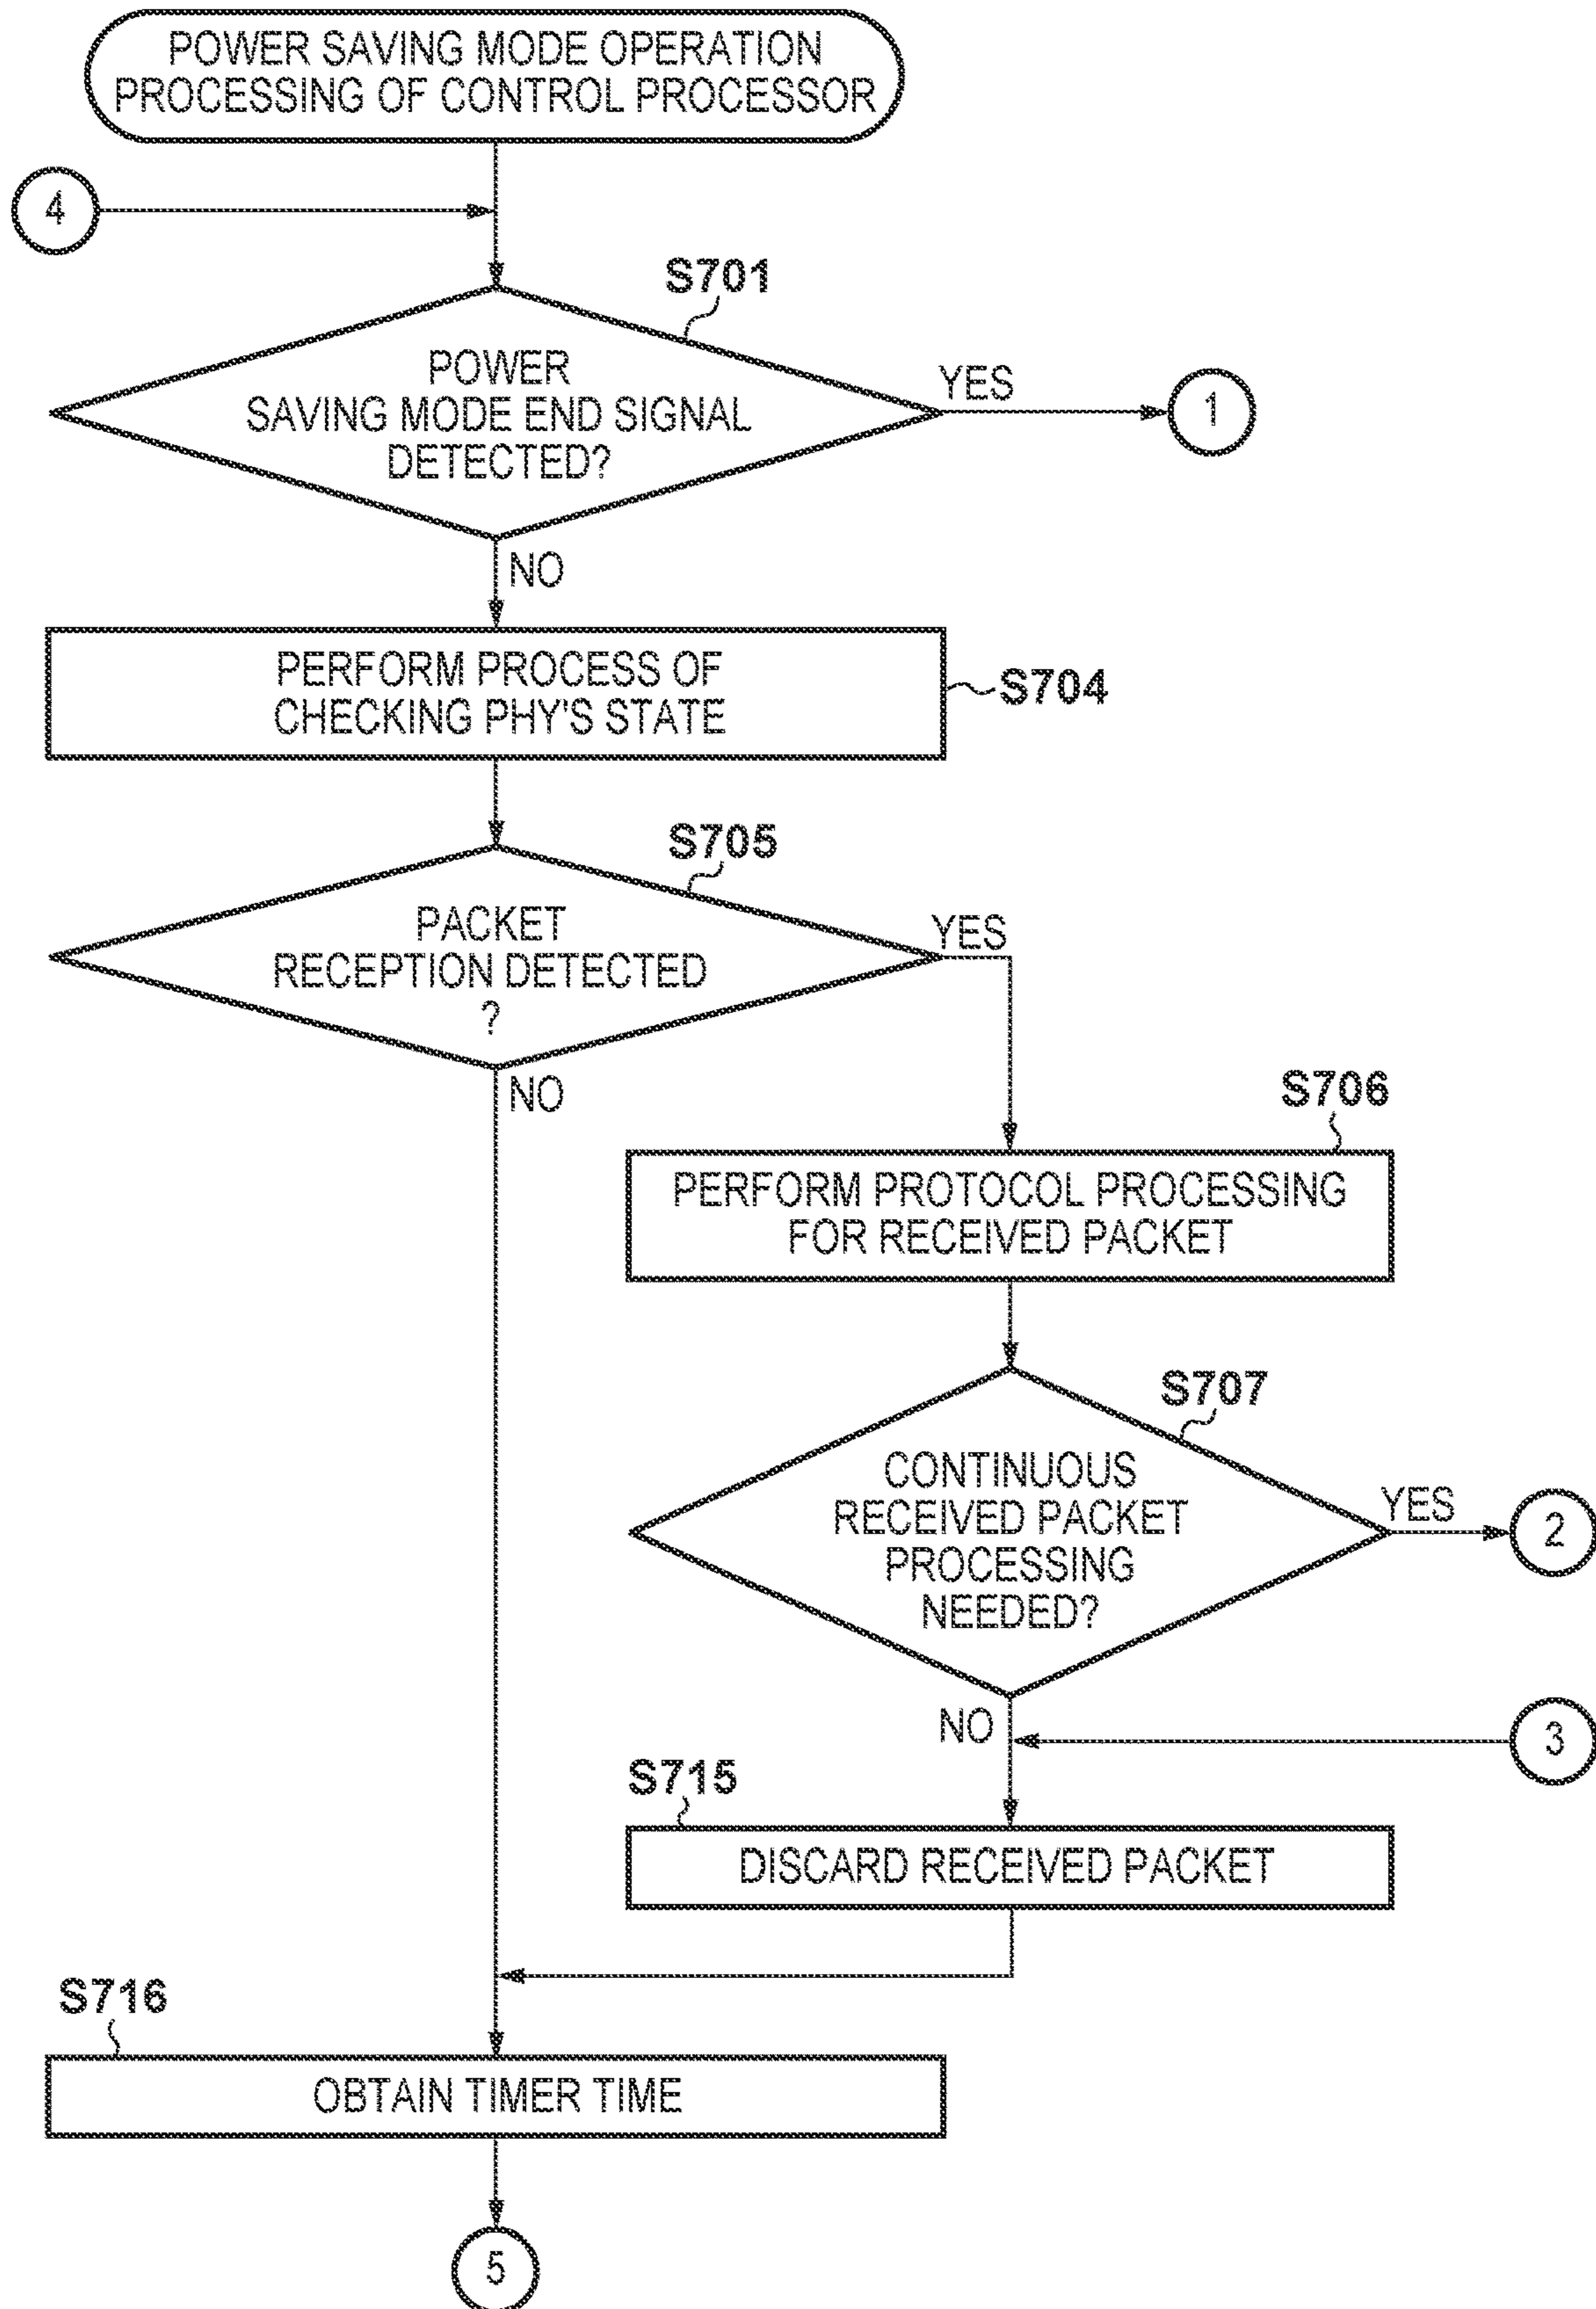 POWER SAVING MODE OPERATION
PROCESSING OF CONTROL PROCESSOR
4
S701
POWER
SAVING MODE END SIGNAL
DETECTED?
YES
1
NO
PERFORM PROCESS OF
CHECKING PHY'S STATE
S704
S705
PACKET
RECEPTION DETECTED
?
YES
NO
S706
PERFORM PROTOCOL PROCESSING
FOR RECEIVED PACKET
S707
CONTINUOUS
RECEIVED PACKET
PROCESSING
NEEDED?
YES
2
NO
3
S715
DISCARD RECEIVED PACKET
S716
OBTAIN TIMER TIME
5